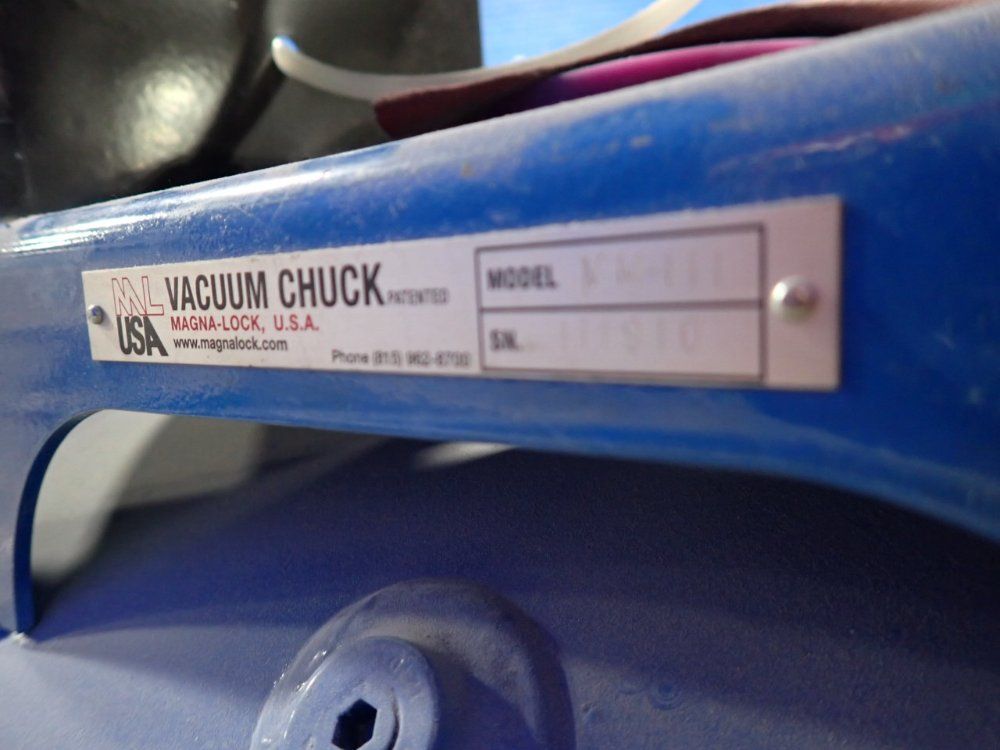 ML
USA
VACUUM CHUCK PATENTED
MAGNA-LOCK, U.S.A.
www.magnalock.com
Phone (815) 962-8700
MODEL
S.N.